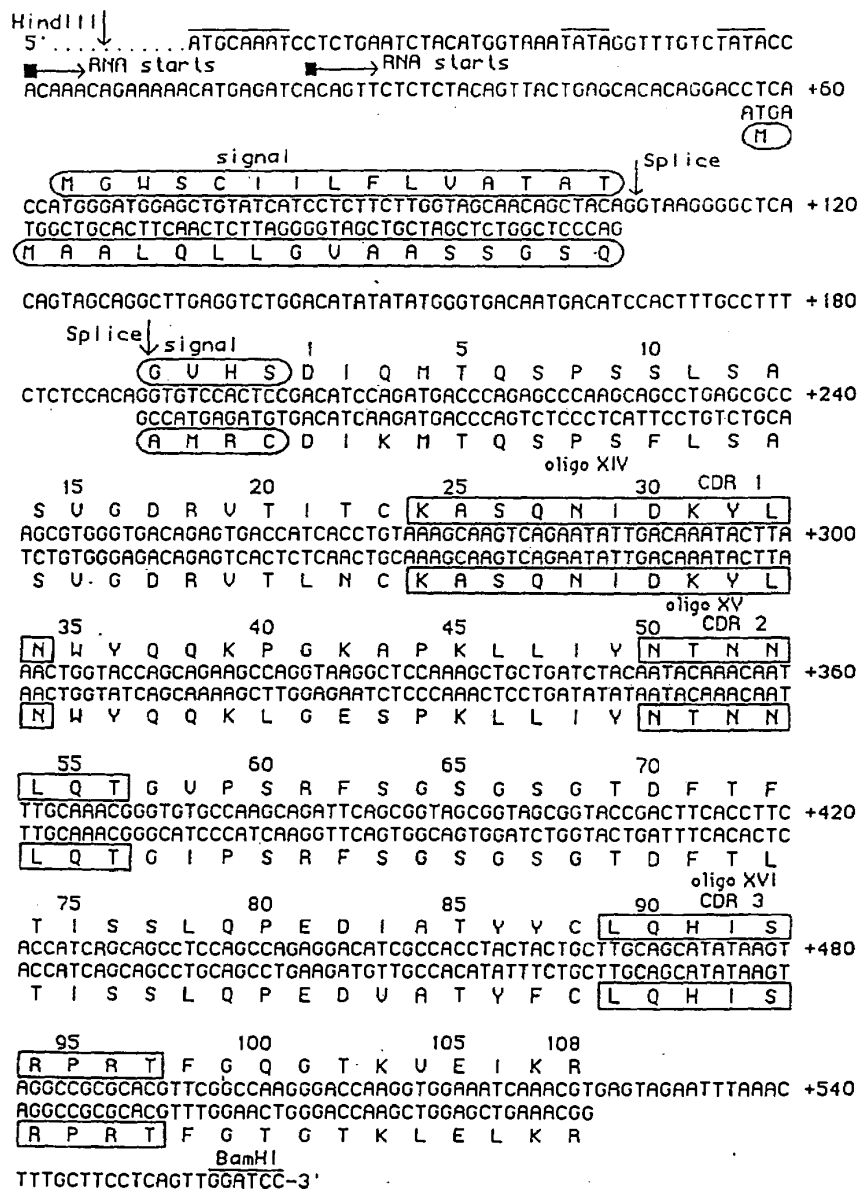 HindIII
5'...............ATGCAAATCCTCTGAATCTACATGGTAAATATAGGTTTGTCTATACC
RNA starts RNA starts
ACAAACAGAAAAACATGAGATCACAGTTCTCTCTACAGTTACTGAGCACACAGGACCTCA +60
ATGA
M
signal Splice
M G W S C I I L F L V A T A T
CCATGGGATGGAGCTGTATCATCCTCTTCTTGGTAGCAACAGCTACAGGTAAGGGGCTCA +120
TGGCTGCACTTCAACTCTTAGGGGTAGCTGCTAGCTCTGGCTCCCAG
M A A L Q L L G V A A S S G S Q
CAGTAGCAGGCTTGAGGTCTGGACATATATATGGGTGACAATGACATCCACTTTGCCTTT +180
Splice signal 1 5 10
G V H S D I Q M T Q S P S S L S A
CTCTCCACAGGTGTCCACTCCGACATCCAGATGACCCAGAGCCCAAGCAGCCTGAGCGCC +240
GCCATGAGATGTGACATCAAGATGACCCAGTCTCCCTCATTCCTGTCTGCA
A M R C D I K M T Q S P S F L S A
oligo XIV
15 20 25 30 CDR 1
S V G D R V T I T C K A S Q N I D K Y L
AGCGTGGGTGACAGAGTGACCATCACCTGTAAAGCAAGTCAGAATATTGACAAATACTTA +300
TCTGTGGGAGACAGAGTCACTCTCAACTGCAAAGCAAGTCAGAATATTGACAAATACTTA
S V G D R V T L N C K A S Q N I D K Y L
oligo XV
35 40 45 50 CDR 2
N W Y Q Q K P G K A P K L L I Y N T N N
AACTGGTACCAGCAGAAGCCAGGTAAGGCTCCAAAGCTGCTGATCTACAATACAAACAAT +360
AACTGGTATCAGCAAAAGCTTGGAGAATCTCCCAAACTCCTGATATATAATACAAACAAT
N W Y Q Q K L G E S P K L L I Y N T N N
55 60 65 70
L Q T G V P S R F S G S G S G T D F T F
TTGCAAACGGGTGTGCCAAGCAGATTCAGCGGTAGCGGTAGCGGTACCGACTTCACCTTC +420
TTGCAAACGGGCATCCCATCAAGGTTCAGTGGCAGTGGATCTGGTACTGATTTCACACTC
L Q T G I P S R F S G S G S G T D F T L
oligo XVI
75 80 85 90 CDR 3
T I S S L Q P E D I A T Y Y C L Q H I S
ACCATCAGCAGCCTCCAGCCAGAGGACATCGCCACCTACTACTGCTTGCAGCATATAAGT +480
ACCATCAGCAGCCTGCAGCCTGAAGATGTTGCCACATATTTCTGCTTGCAGCATATAAGT
T I S S L Q P E D V A T Y F C L Q H I S
95 100 105 108
R P R T F G Q G T K V E I K R
AGGCCGCGCACGTTCGGCCAAGGGACCAAGGTGGAAATCAAACGTGAGTAGAATTTAAAC +540
AGGCCGCGCACGTTTGGAACTGGGACCAAGCTGGAGCTGAAACGG
R P R T F G T G T K L E L K R
BamHI
TTTGCTTCCTCAGTTGGATCC-3'